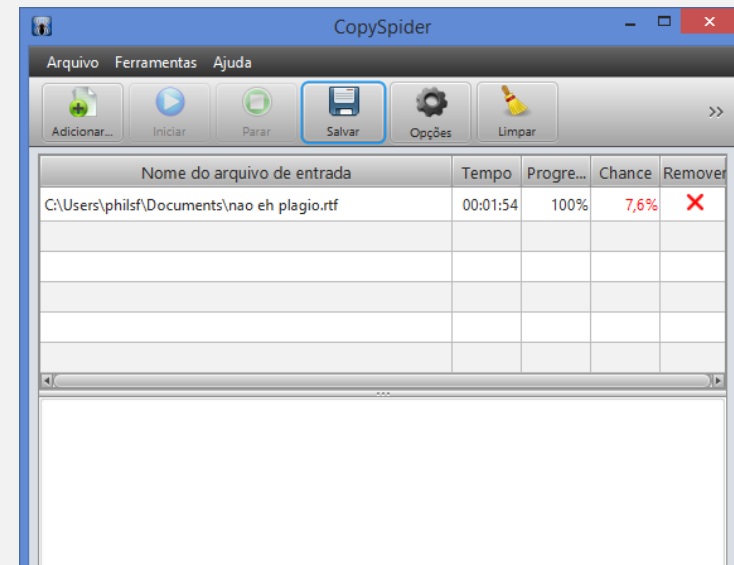 CopySpider
Arquivo Ferramentas Ajuda
Adicionar... Iniciar Parar Salvar Opções Limpar
Nome do arquivo de entrada Tempo Progre... Chance Remover
C:\Users\philsf\Documents\nao eh plagio.rtf 00:01:54 100% 7,6%